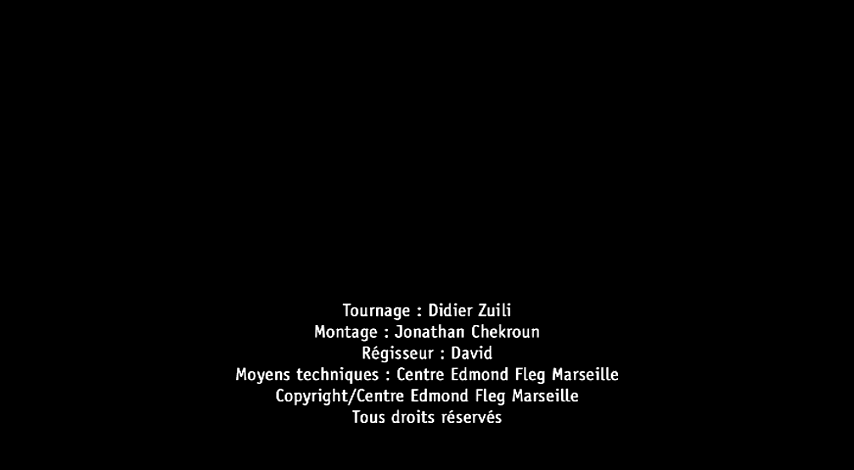 Tournage : Didier Zuili
Montage : Jonathan Chekroun
Régisseur : David
Moyens techniques : Centre Edmond Fleg Marseille
Copyright/Centre Edmond Fleg Marseille
Tous droits réservés